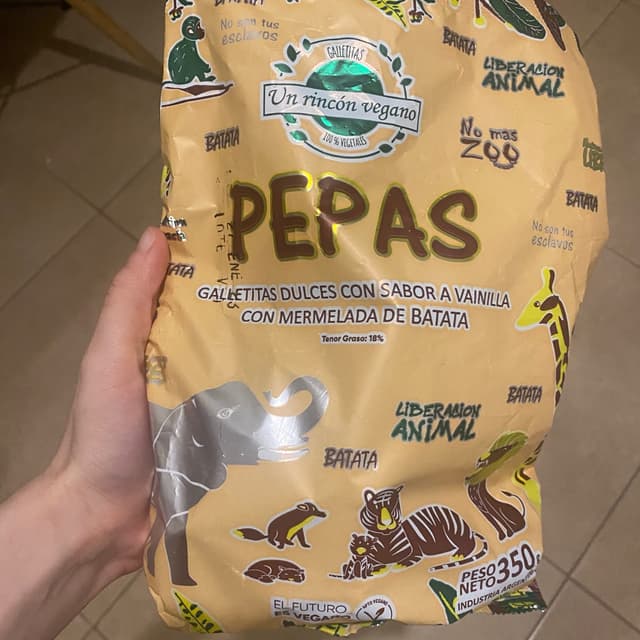 BATATA
No son tus
esclavos
BATATA
LIBERACION
ANIMAL
GALLETITAS
Un rincón vegano
100% VEGETALES
No mas
ZOO
BATATA
BATATA
PEPAS
No son tus
esclavos
GALLETITAS DULCES CON SABOR A VAINILLA
CON MERMELADA DE BATATA
Tenor Graso: 18%
BATATA
LIBERACION
ANIMAL
BATATA
PESO
NETO 350
INDUSTRIA ARGENTINA
EL FUTURO
ES VEGANO